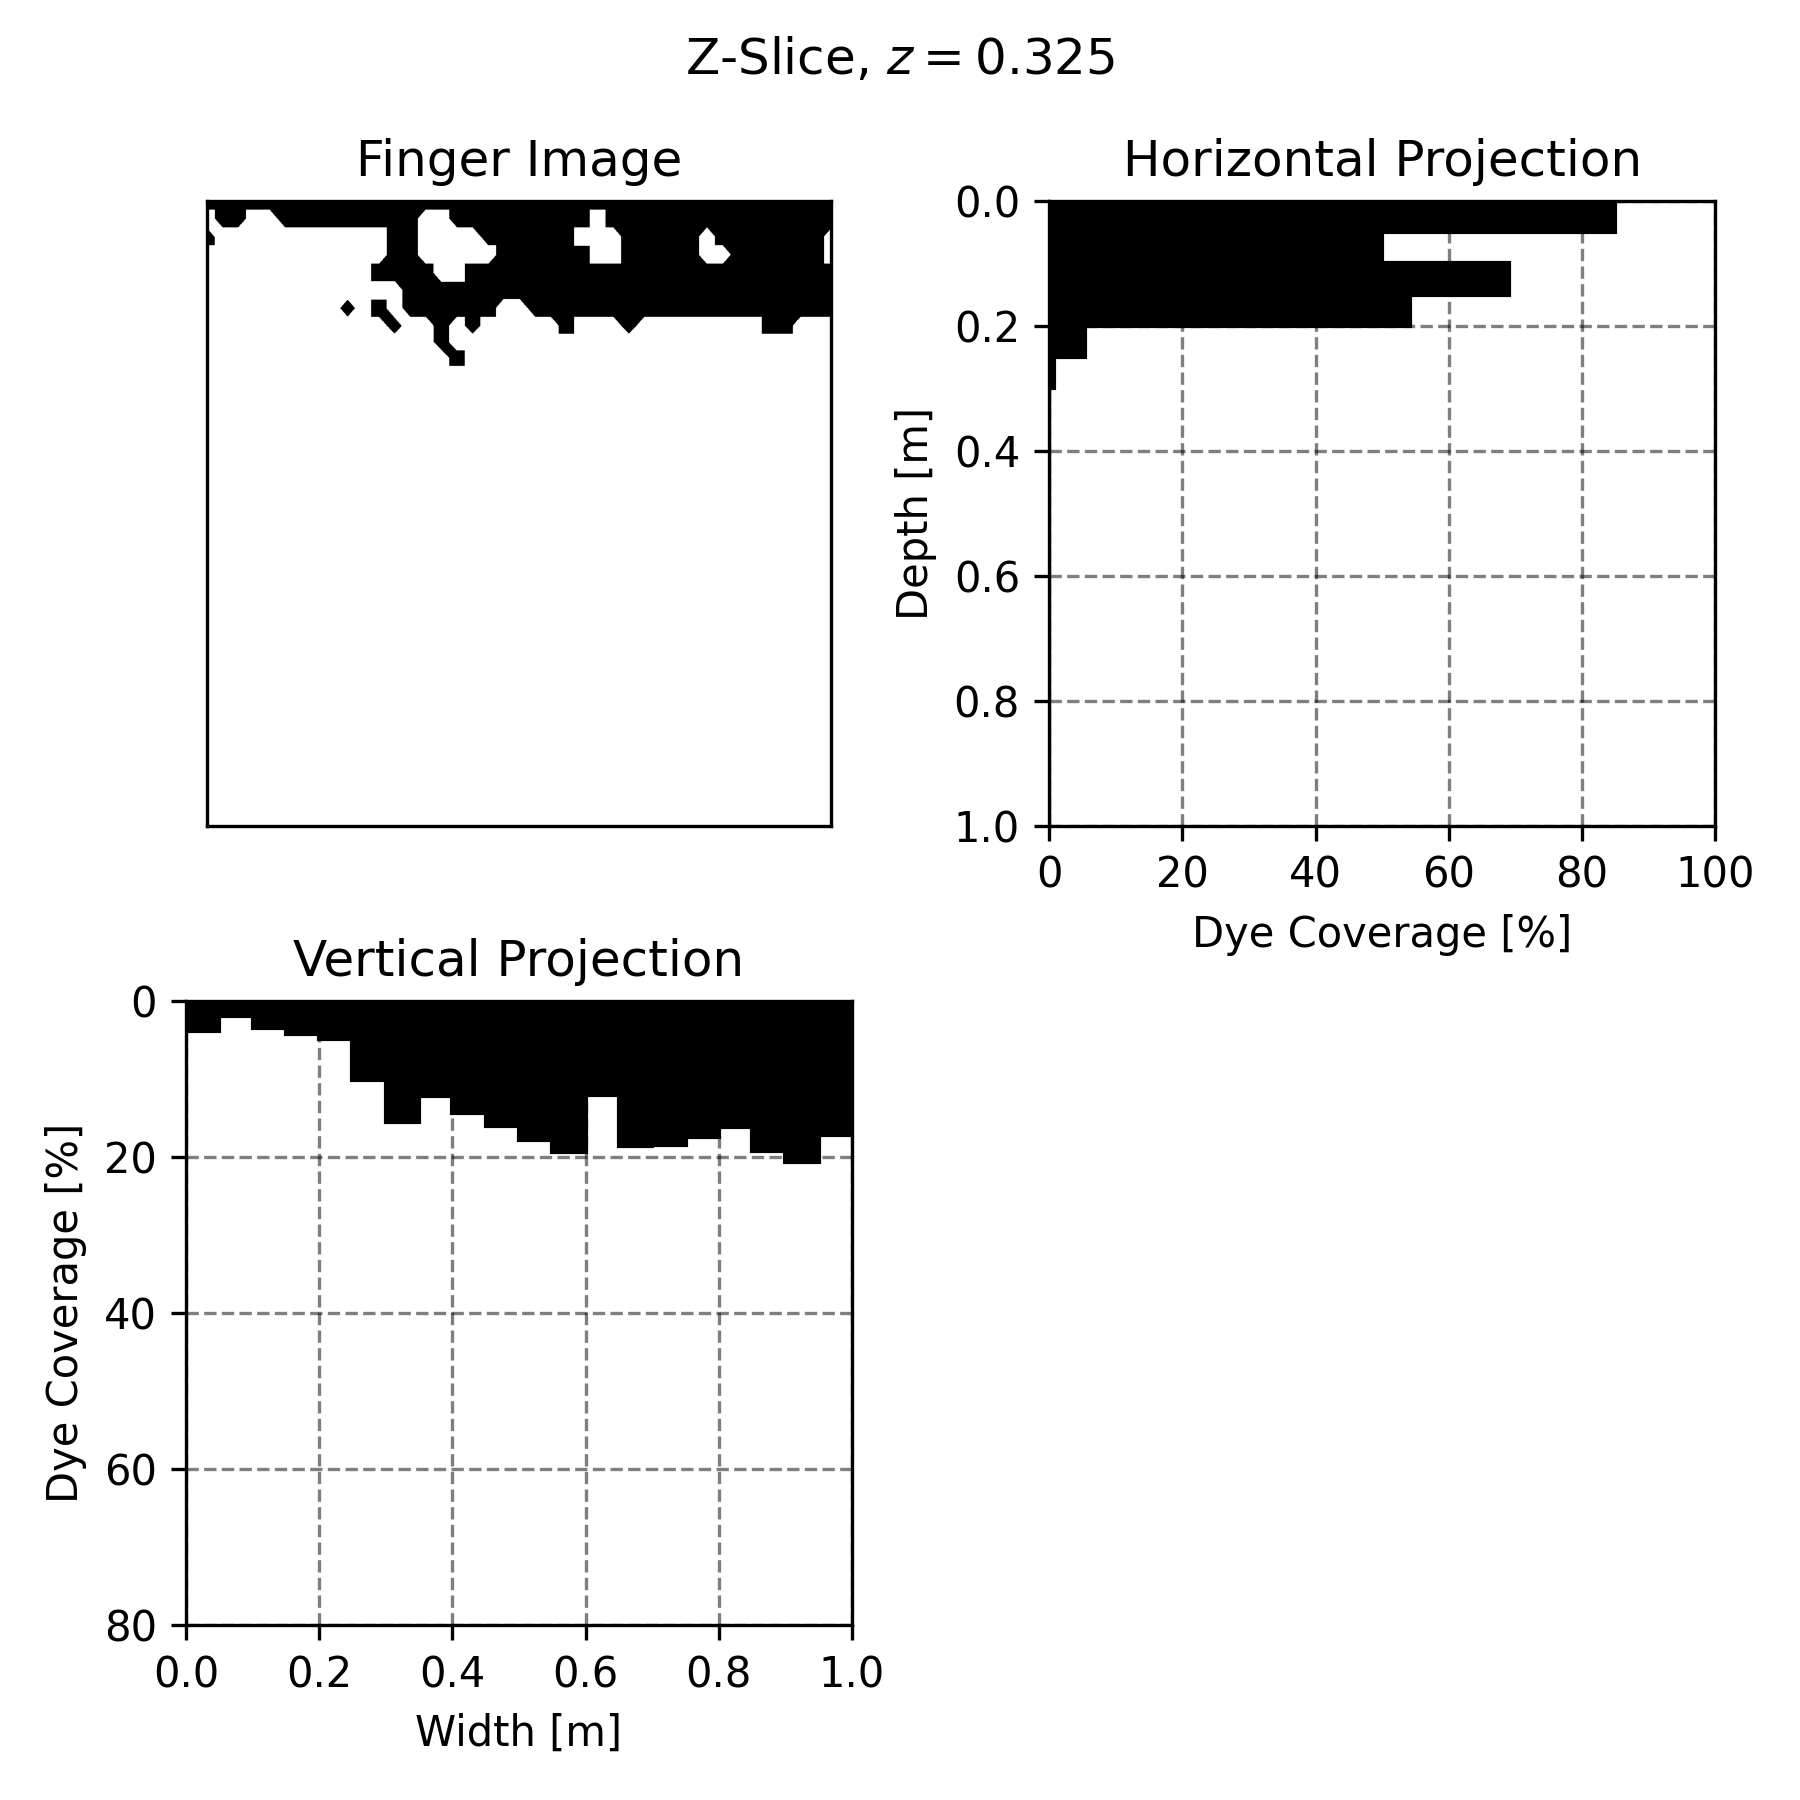 Z-Slice, z = 0.325
Finger Image
Horizontal Projection
0.0
0.2
0.4
0.6
0.8
1.0
Depth [m]
0 20 40 60 80 100
Dye Coverage [%]
Vertical Projection
0
20
40
60
80
Dye Coverage [%]
0.0 0.2 0.4 0.6 0.8 1.0
Width [m]